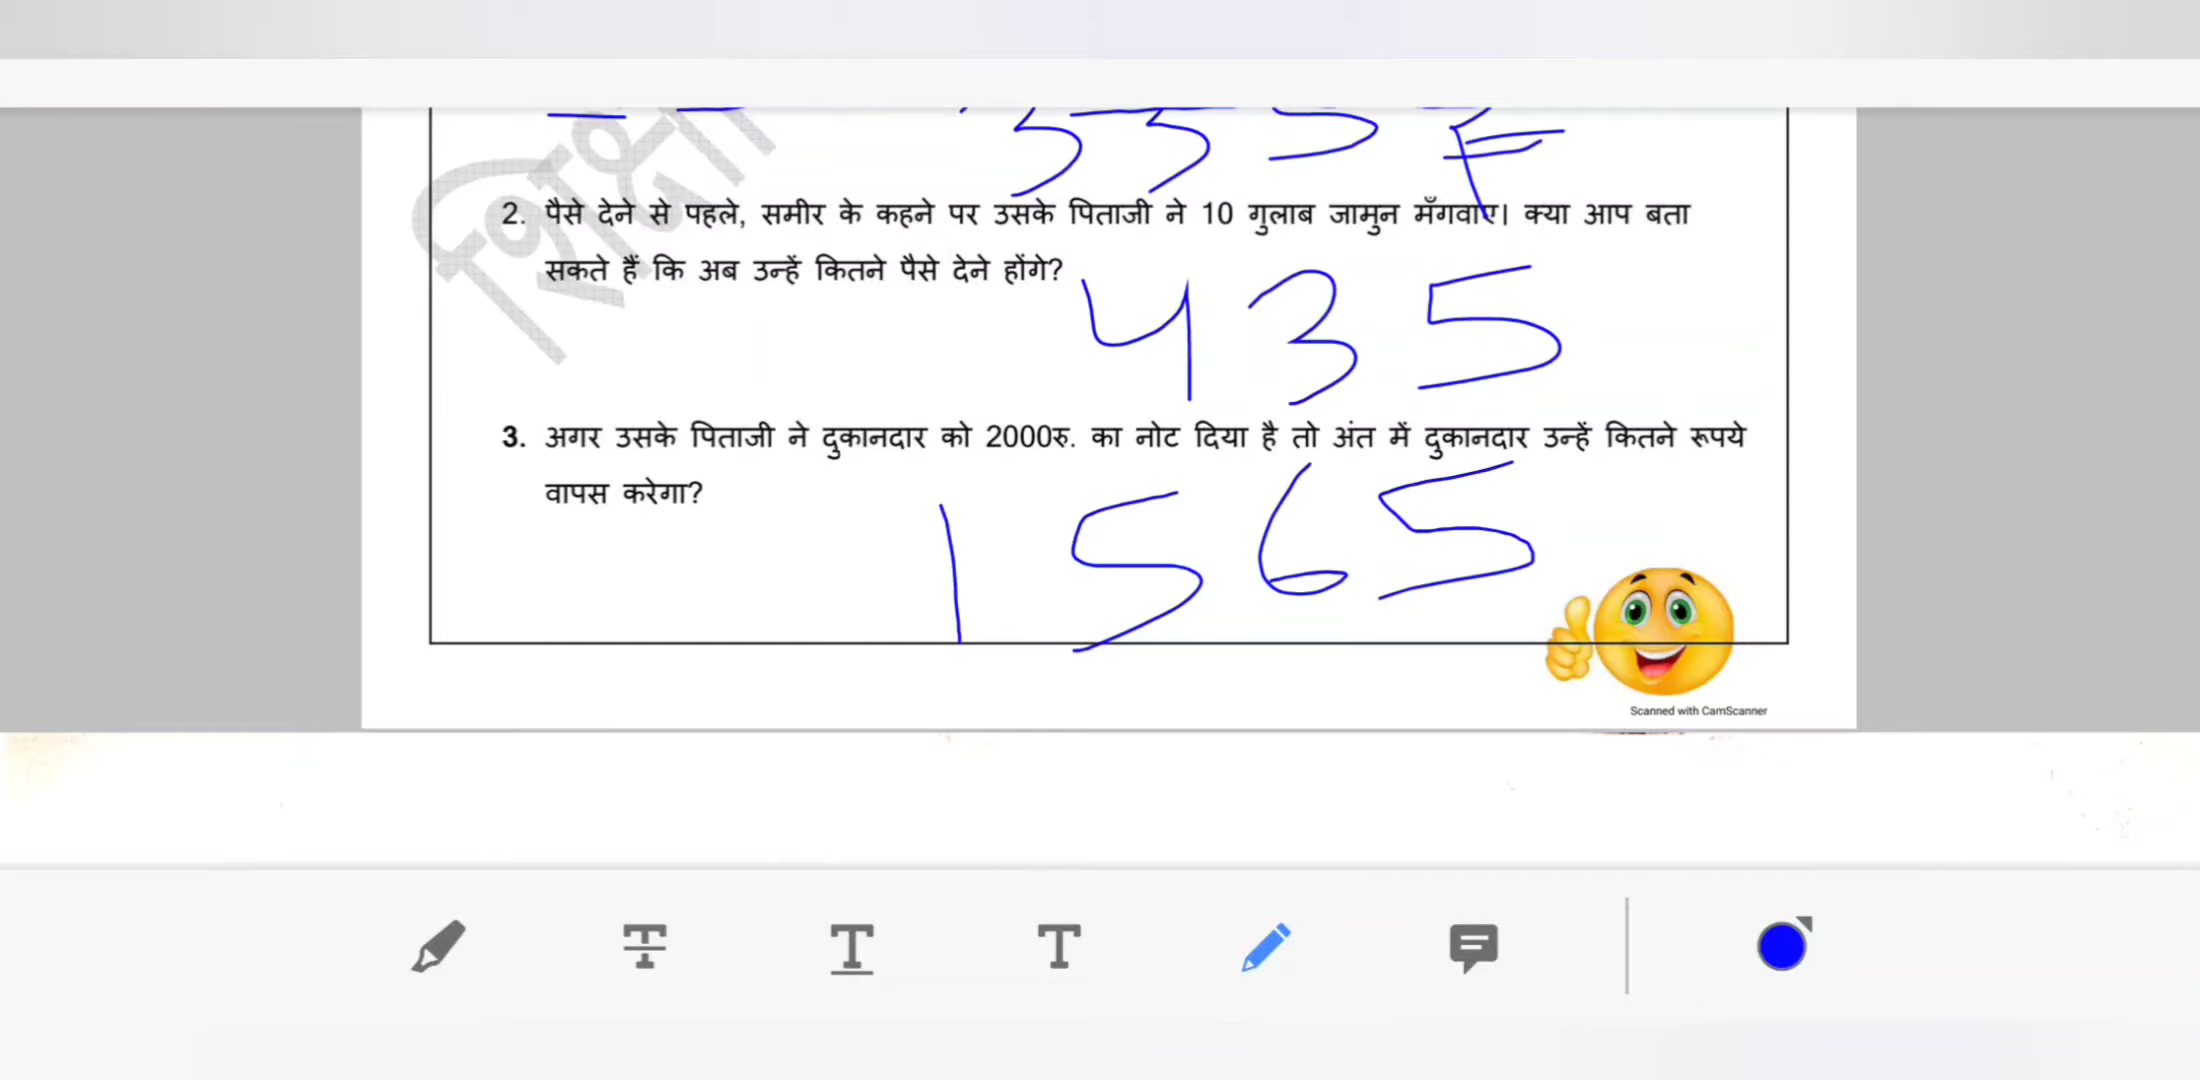 335₹
2. पैसे देने से पहले, समीर के कहने पर उसके पिताजी ने 10 गुलाब जामुन मँगवाए। क्या आप बता
सकते हैं कि अब उन्हें कितने पैसे देने होंगे?
435
3. अगर उसके पिताजी ने दुकानदार को 2000रु. का नोट दिया है तो अंत में दुकानदार उन्हें कितने रूपये
वापस करेगा?
1565
Scanned with CamScanner